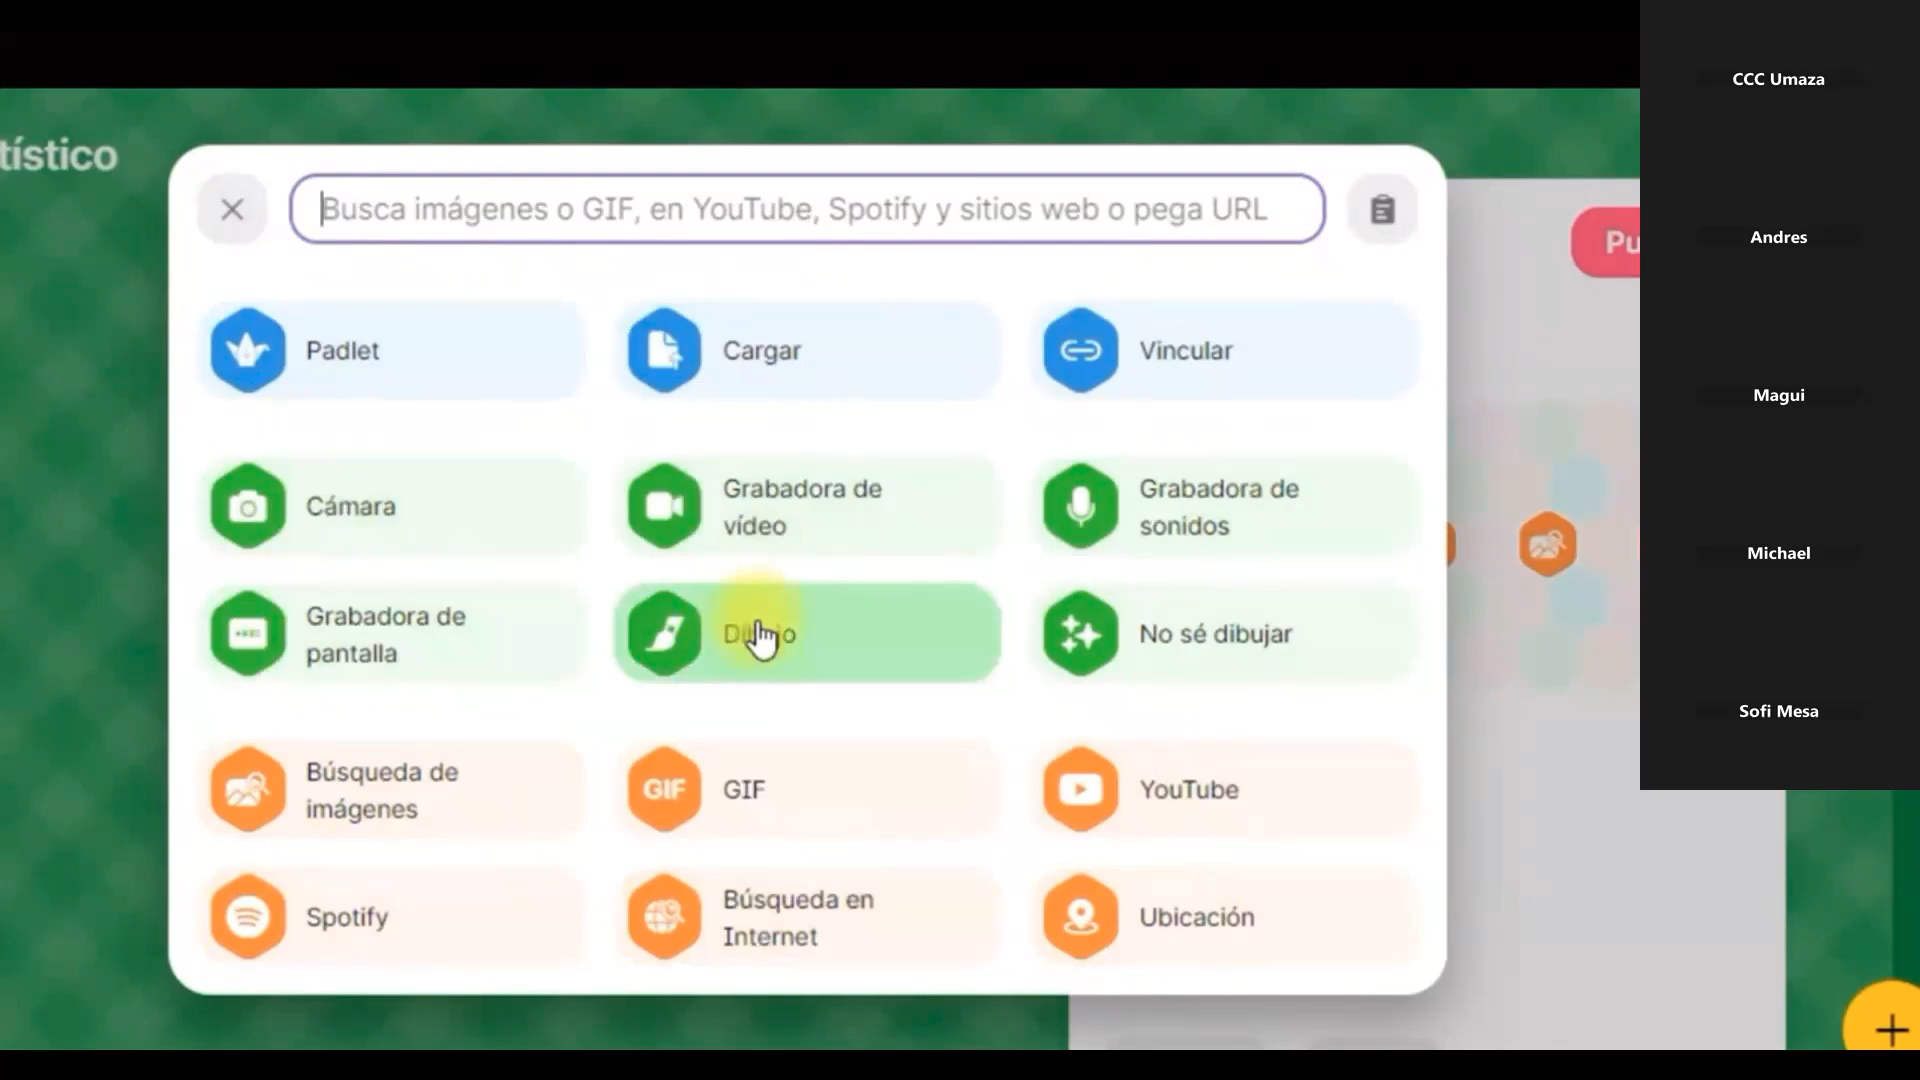 tístico
Busca imágenes o GIF, en YouTube, Spotify y sitios web o pega URL
Pu
Padlet
Cargar
Vincular
Cámara
Grabadora de
vídeo
Grabadora de
sonidos
Grabadora de
pantalla
No sé dibujar
Búsqueda de
imágenes
GIF
GIF
YouTube
Spotify
Búsqueda en
Internet
Ubicación
CCC Umaza
Andres
Magui
Michael
Sofi Mesa